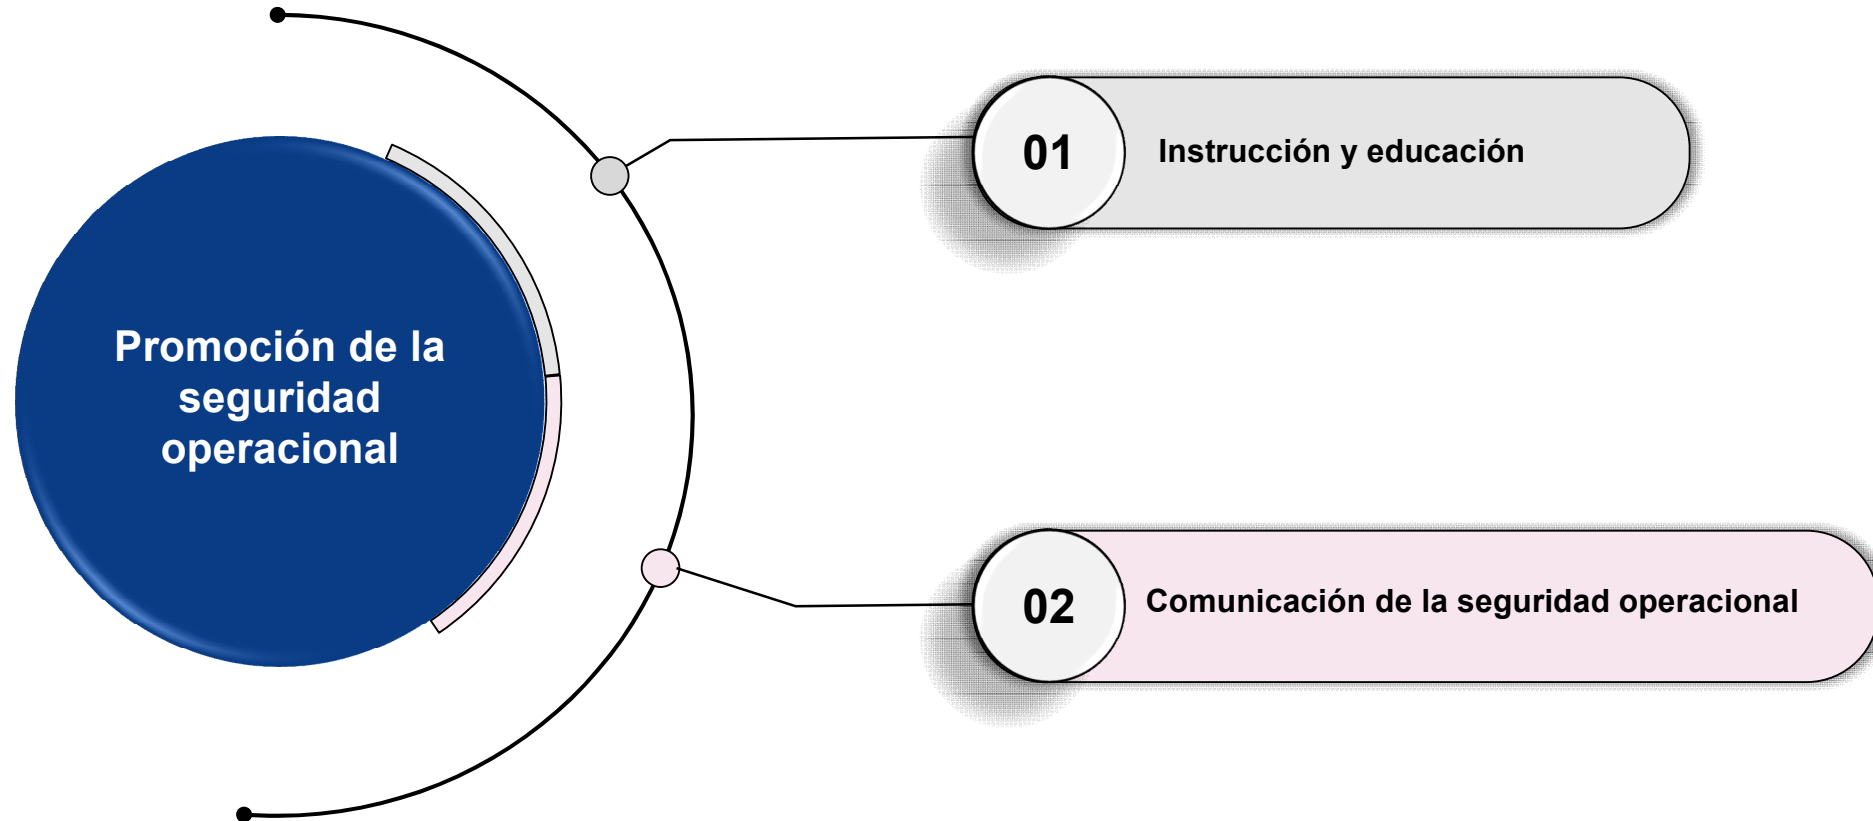 Promoción de la
seguridad
operacional
01
Instrucción y educación
02
Comunicación de la seguridad operacional